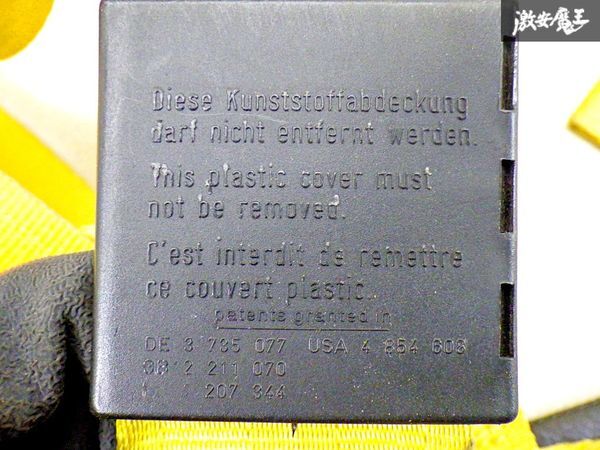 激安魔王
Diese Kunststoffabdeckung
darf nicht entfernt werden.
This plastic cover must
not be removed.
C'est interdit de remettre
ce couvert plastic.
patents granted in
DE 3 735 077 USA 4 854 608
GB 2 211 070
207 344